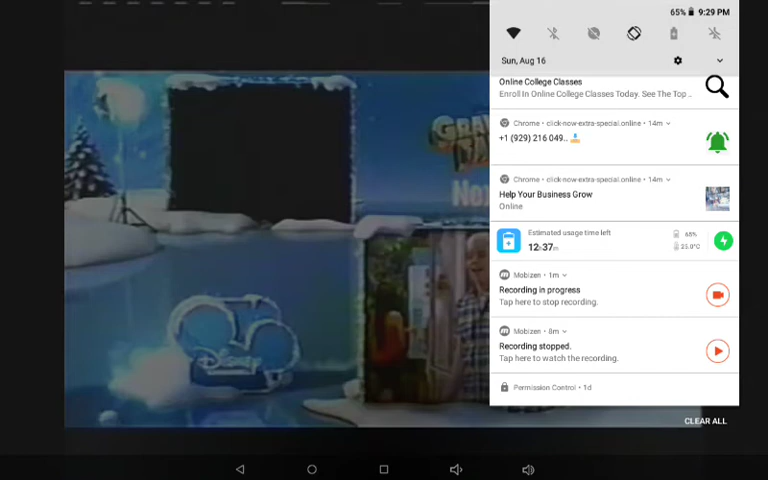 65% 9:29 PM
Sun, Aug 16
Online College Classes
Enroll In Online College Classes Today. See The Top ..
Chrome • click-now-extra-special.online • 14m
+1 (929) 216 049..
Chrome • click-now-extra-special.online • 14m
Help Your Business Grow
Online
Estimated usage time left
12h37m
65%
25.0°C
Mobizen • 1m
Recording in progress
Tap here to stop recording.
Mobizen • 8m
Recording stopped.
Tap here to watch the recording.
Permission Control • 1d
CLEAR ALL
DISNEY